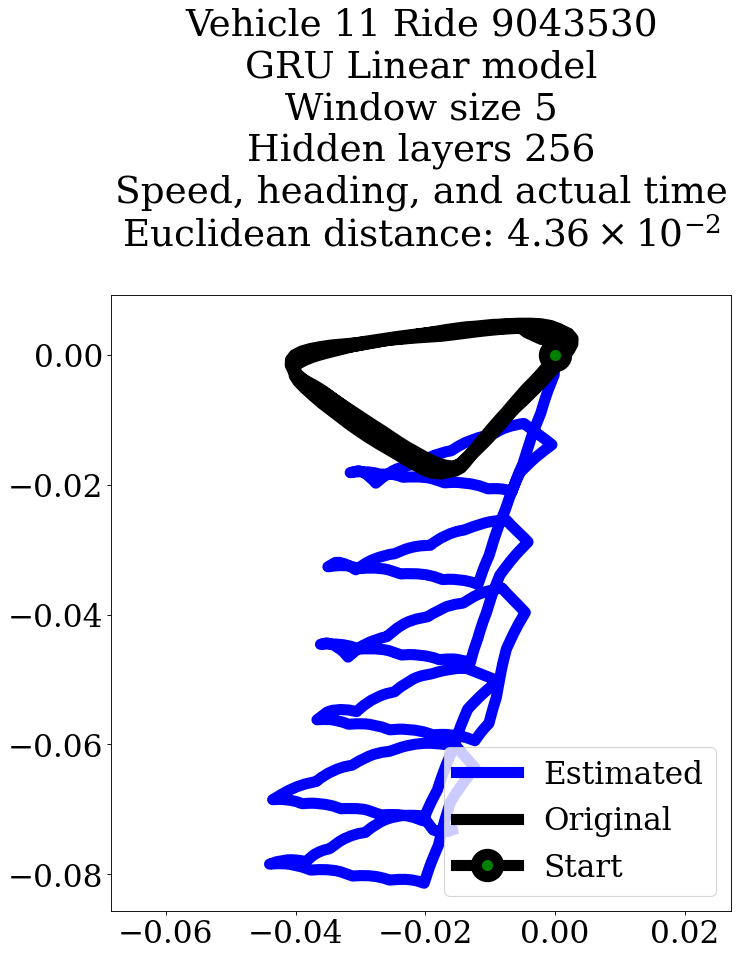 Vehicle 11 Ride 9043530
GRU Linear model
Window size 5
Hidden layers 256
Speed, heading, and actual time
Euclidean distance: 4.36 × 10⁻²
0.00
−0.02
−0.04
−0.06
−0.08
Estimated
Original
Start
−0.06 −0.04 −0.02 0.00 0.02